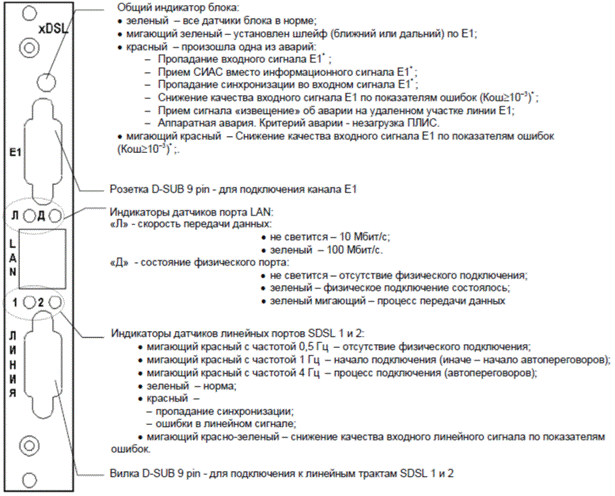 xDSL
E1
Л Д
L
A
N
1 2
Л
И
Н
И
Я
Общий индикатор блока:
• зеленый – все датчики блока в норме;
• мигающий зеленый – установлен шлейф (ближний или дальний) по E1;
• красный – произошла одна из аварий:
– Пропадание входного сигнала E1*;
– Прием СИАС вместо информационного сигнала E1*;
– Пропадание синхронизации во входном сигнале E1*;
– Снижение качества входного сигнала E1 по показателям ошибок (Кош≥10⁻³)*;
– Прием сигнала «извещение» об аварии на удаленном участке линии E1;
– Аппаратная авария. Критерий аварии - незагрузка ПЛИС.
• мигающий красный – Снижение качества входного сигнала E1 по показателям ошибок
(Кош≥10⁻⁵)*;.
Розетка D-SUB 9 pin - для подключения канала E1
Индикаторы датчиков порта LAN:
«Л» - скорость передачи данных:
• не светится – 10 Мбит/с;
• зеленый – 100 Мбит/с.
«Д» - состояние физического порта:
• не светится – отсутствие физического подключения;
• зеленый – физическое подключение состоялось;
• зеленый мигающий – процесс передачи данных
Индикаторы датчиков линейных портов SDSL 1 и 2:
• мигающий красный с частотой 0,5 Гц – отсутствие физического подключения;
• мигающий красный с частотой 1 Гц – начало подключения (иначе – начало автопереговоров);
• мигающий красный с частотой 4 Гц – процесс подключения (автопереговоров);
• зеленый – норма;
• красный –
– пропадание синхронизации;
– ошибки в линейном сигнале;
• мигающий красно-зеленый – снижение качества входного линейного сигнала по показателям
ошибок.
Вилка D-SUB 9 pin - для подключения к линейным трактам SDSL 1 и 2